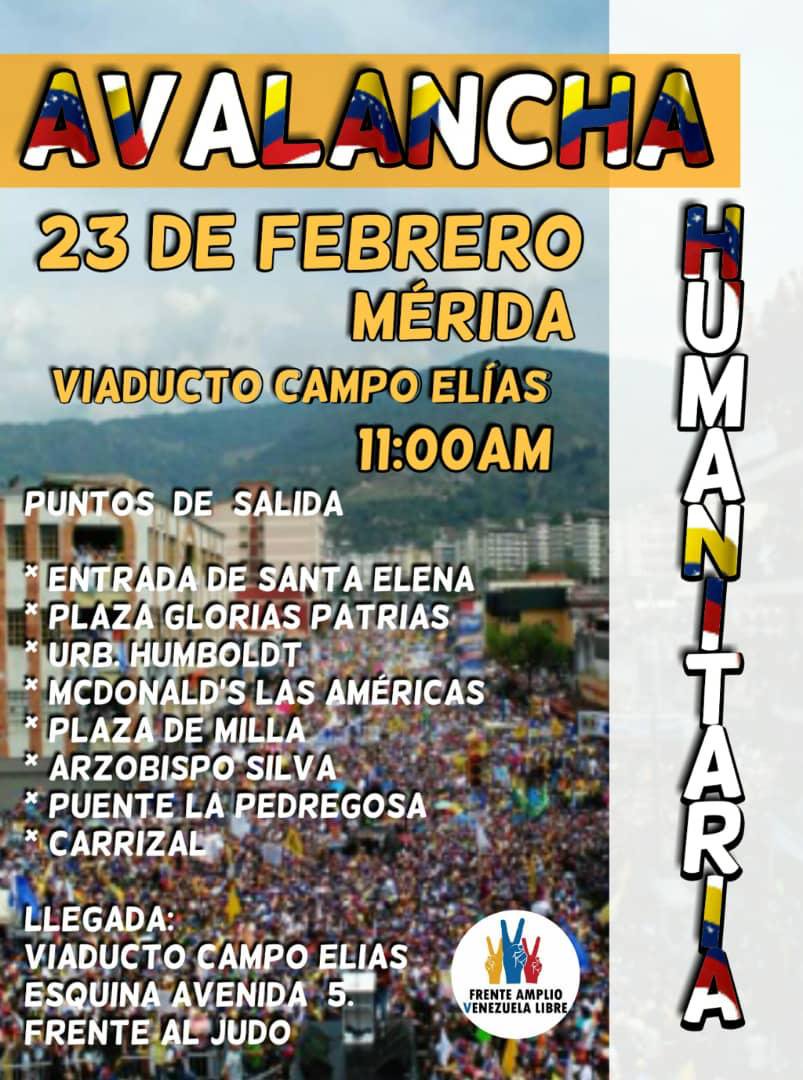 AVALANCHA
HUMANITARIA
23 DE FEBRERO
MÉRIDA
VIADUCTO CAMPO ELÍAS
11:00AM
PUNTOS DE SALIDA
* ENTRADA DE SANTA ELENA
* PLAZA GLORIAS PATRIAS
* URB. HUMBOLDT
* MCDONALD'S LAS AMÉRICAS
* PLAZA DE MILLA
* ARZOBISPO SILVA
* PUENTE LA PEDREGOSA
* CARRIZAL
LLEGADA:
VIADUCTO CAMPO ELIAS
ESQUINA AVENIDA 5.
FRENTE AL JUDO
FRENTE AMPLIO
VENEZUELA LIBRE